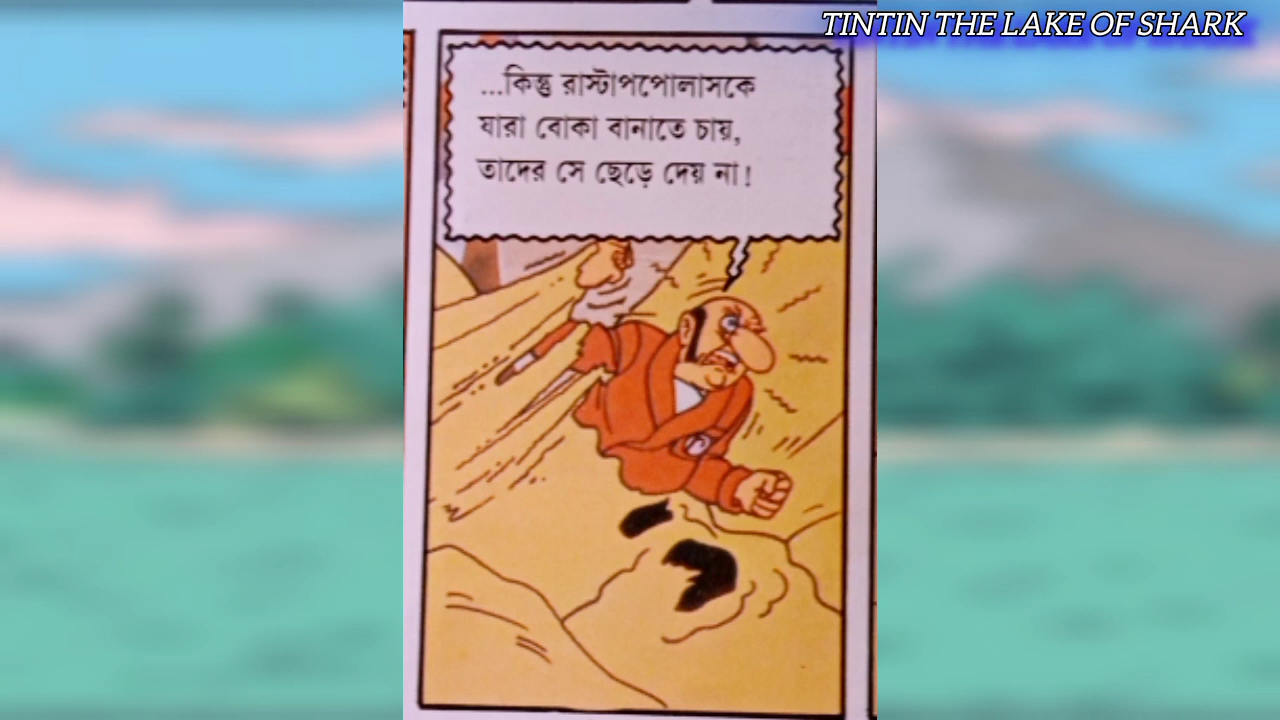 TINTIN THE LAKE OF SHARK
...কিন্তু রাস্টাপপোলাসকে
যারা বোকা বানাতে চায়,
তাদের সে ছেড়ে দেয় না!